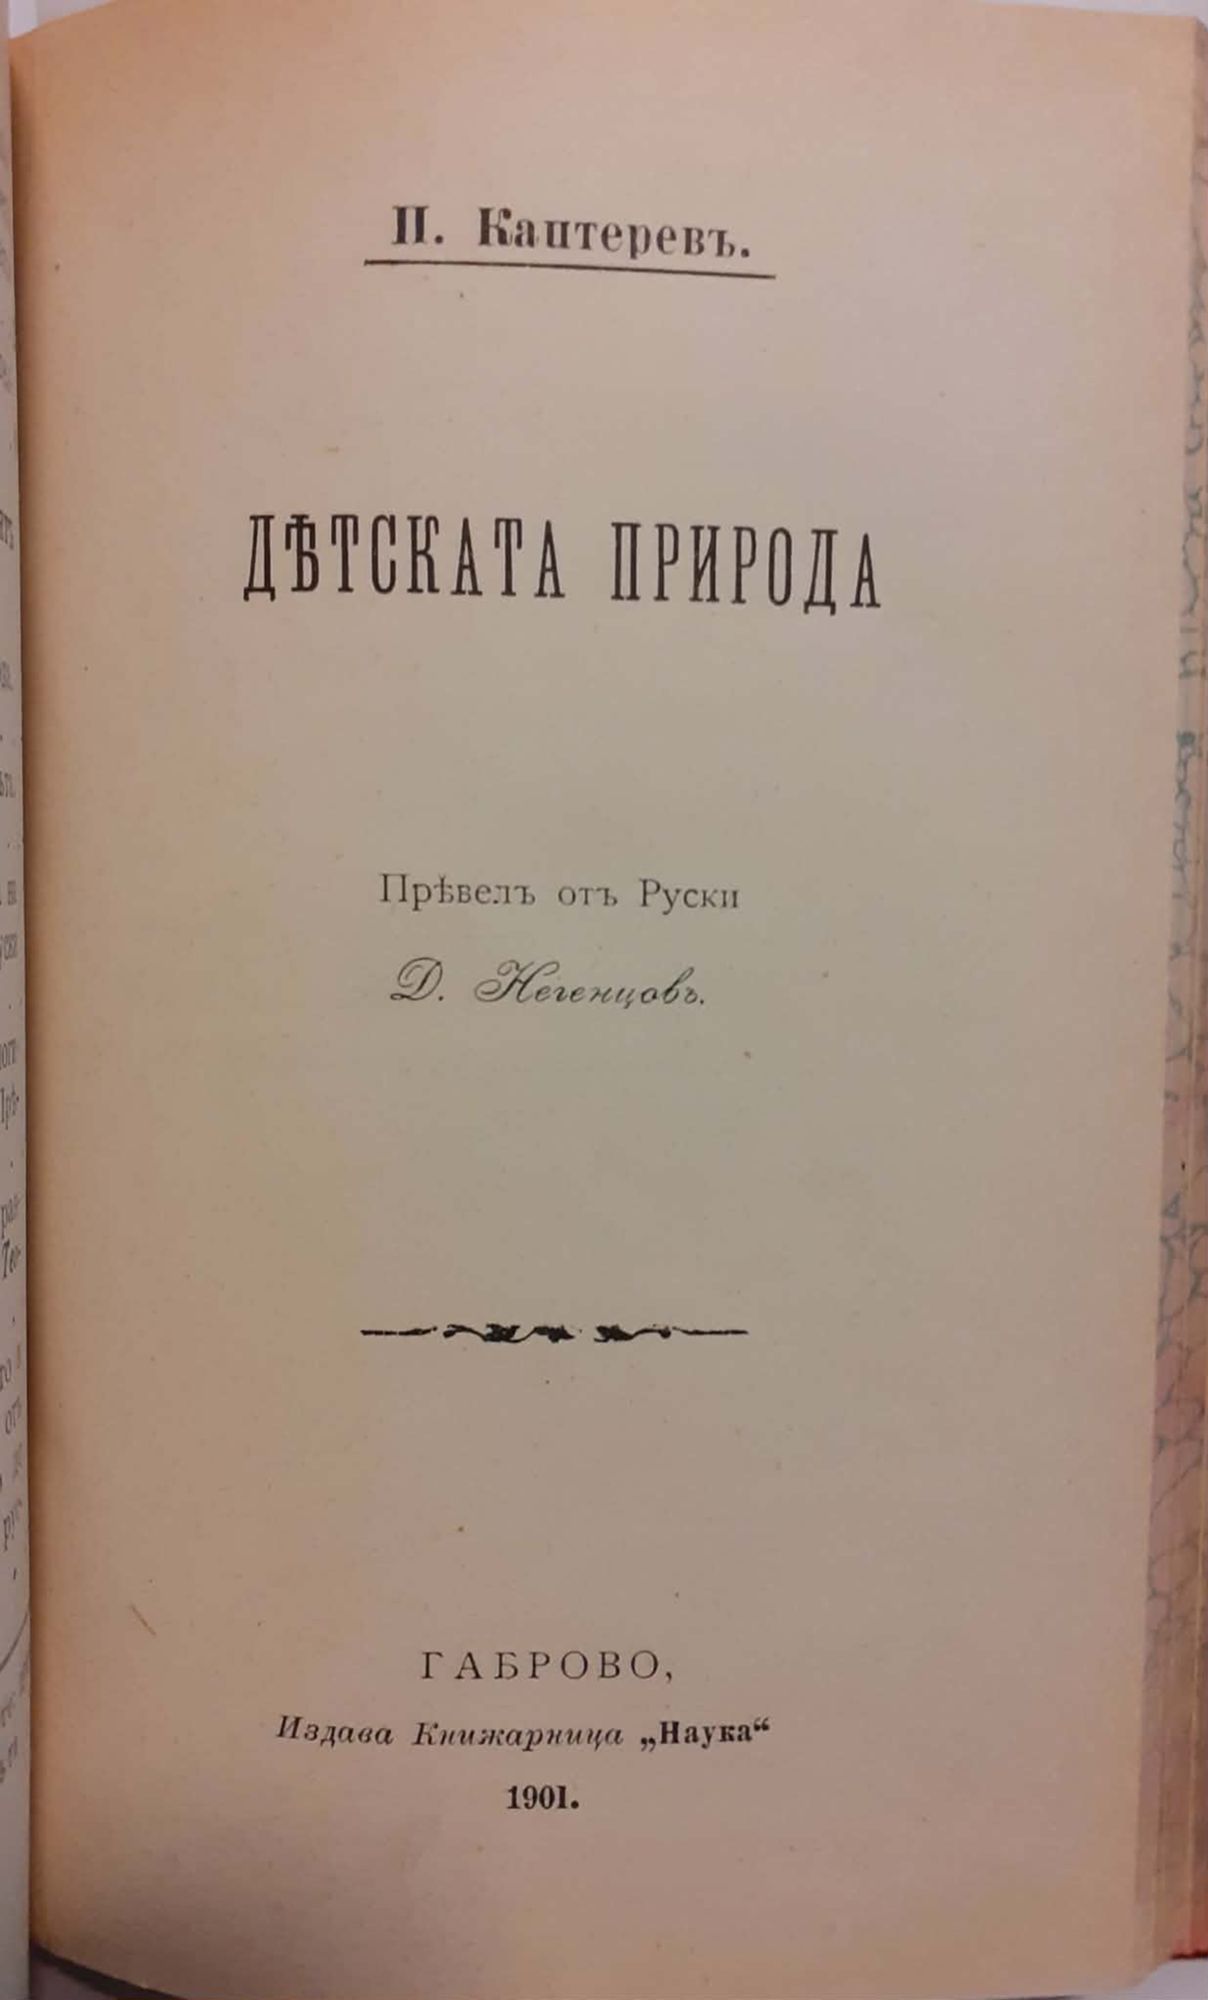 П. Каптеревъ.
ДѢТСКАТА ПРИРОДА
Прѣвелъ отъ Руски
Д. Негенцовъ.
ГАБРОВО,
Издава Книжарница „Наука“
1901.